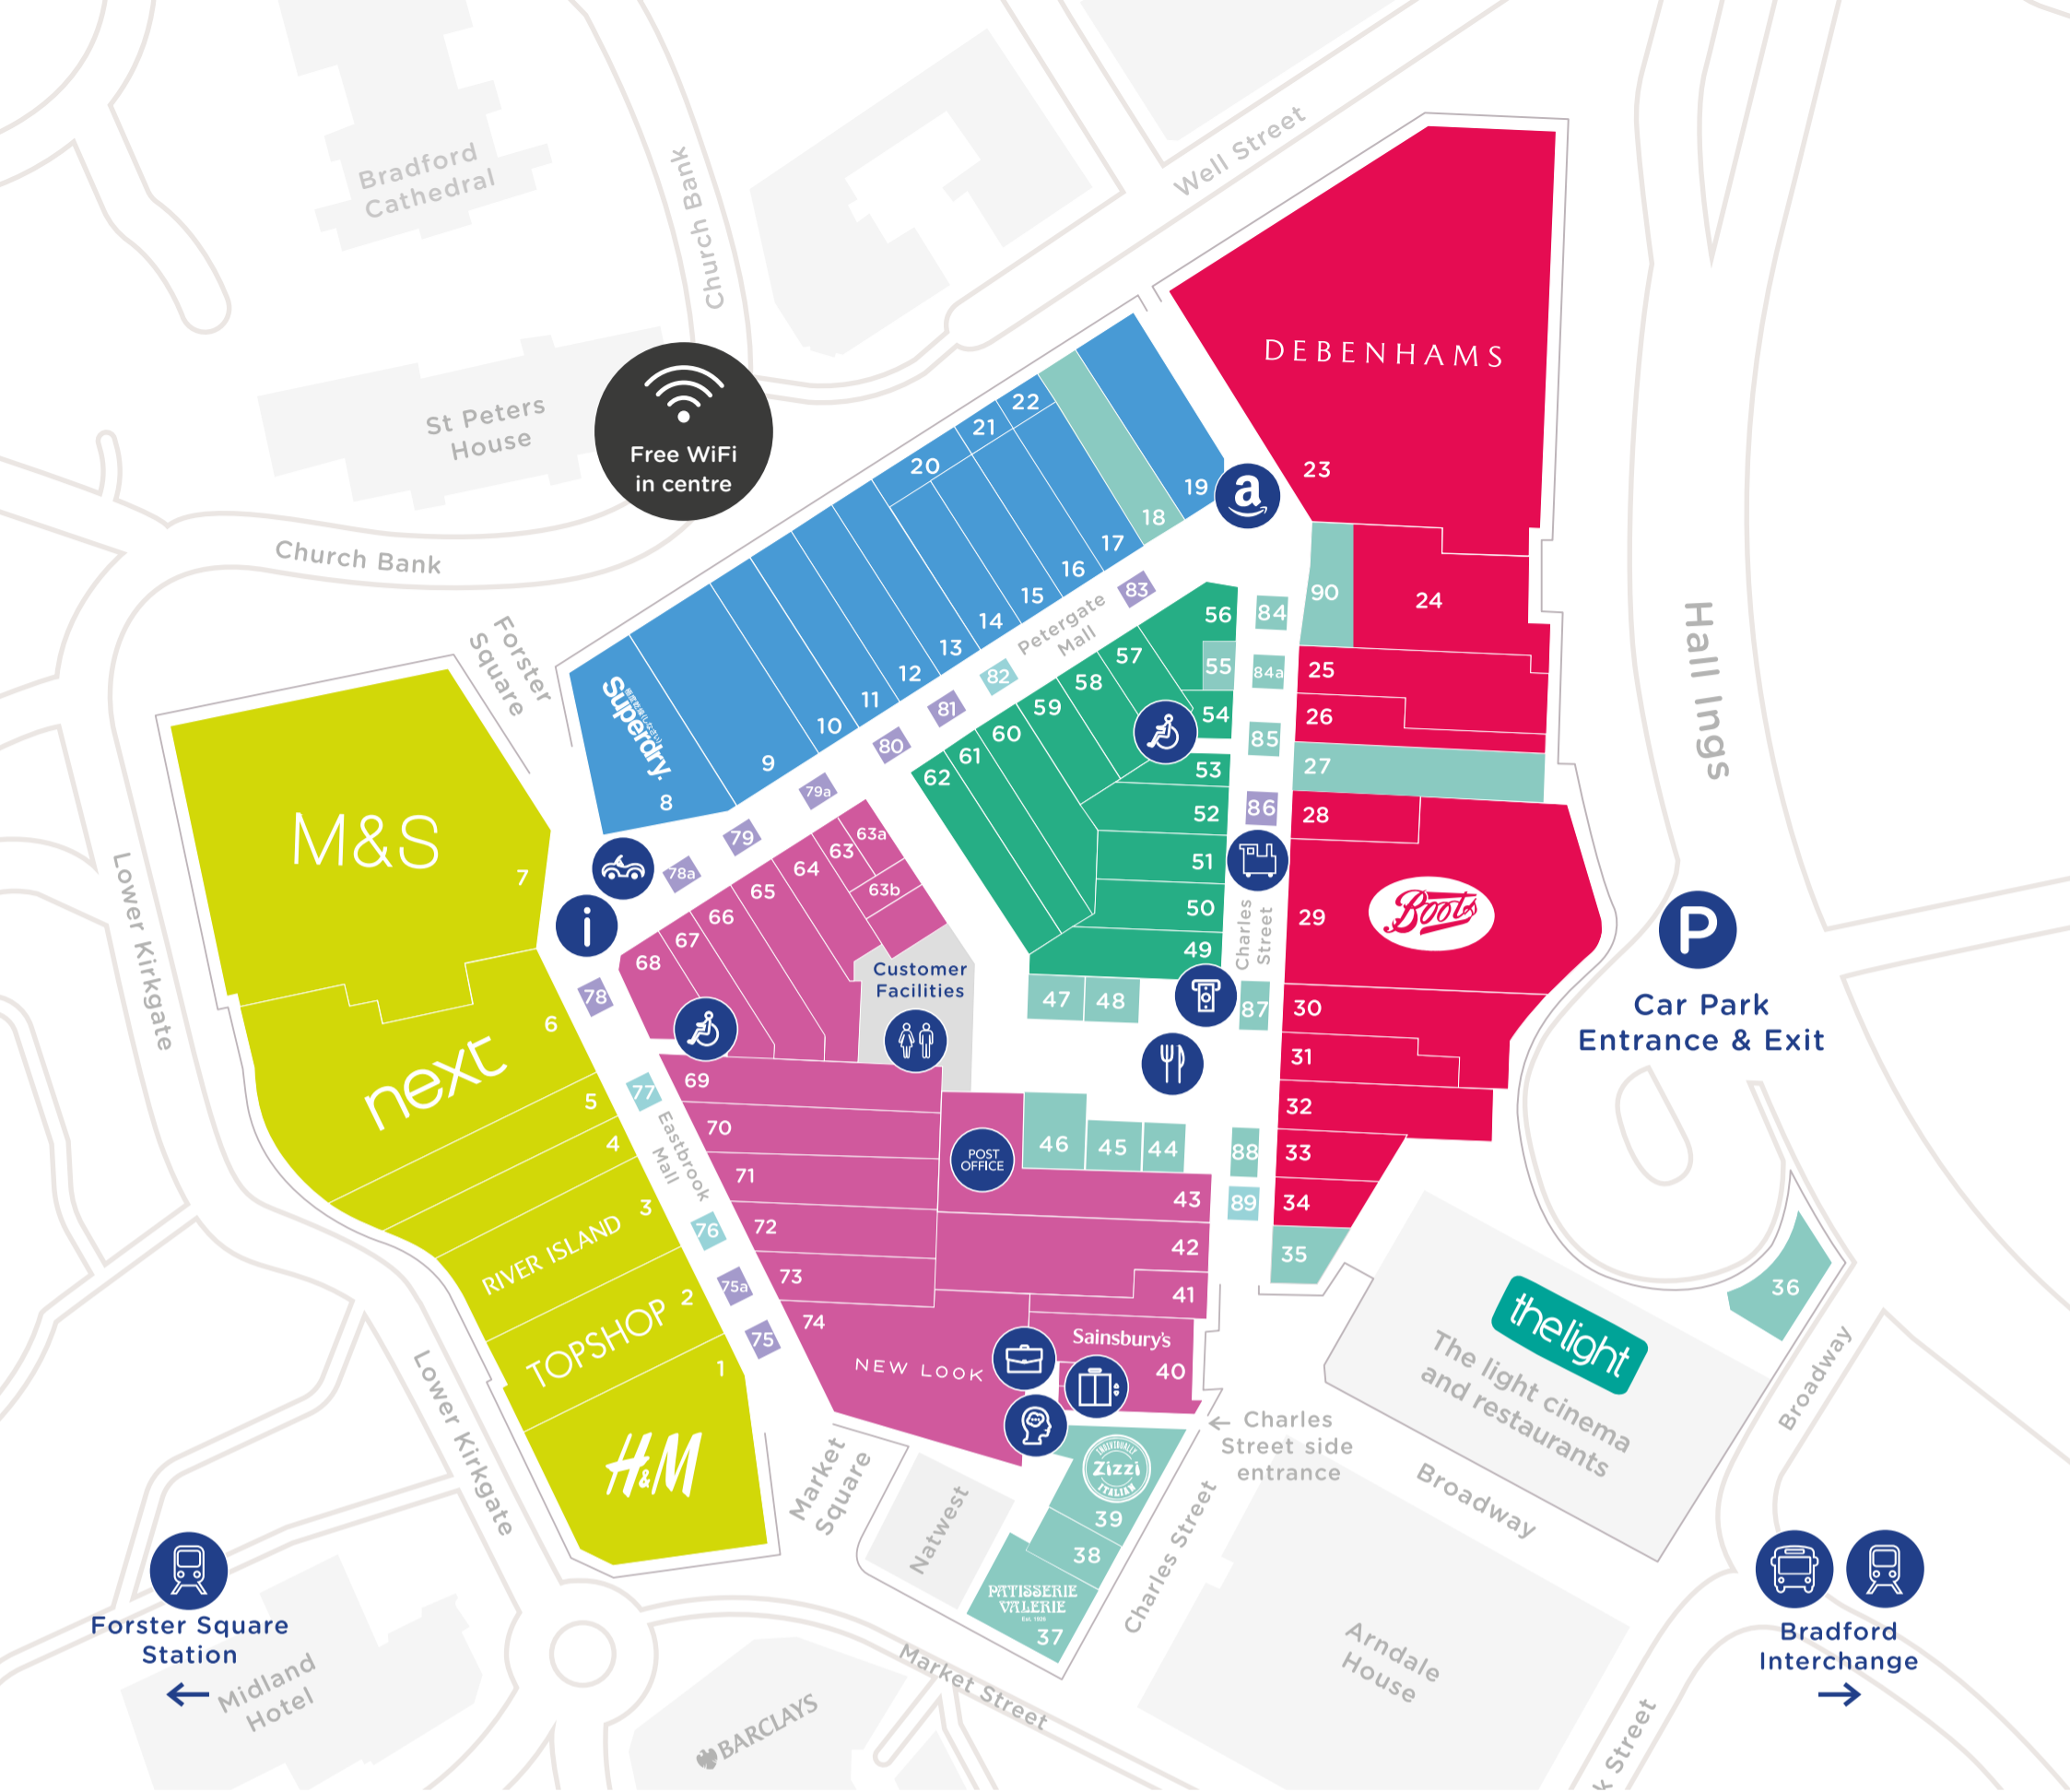 Bradford
Cathedral
Church Bank
Well Street
St Peters
House
Free WiFi
in centre
Church Bank
Forster
Square
DEBENHAMS
23
22
21
20
19
18
17
16
15
14
13
12
11
10
9
Superdry.
8
a
90
24
25
26
27
28
29
Boots
30
31
32
33
34
35
36
Hall Ings
P
Car Park
Entrance & Exit
Petergate
Mall
83
82
81
80
79a
79
78a
78
i
84
84a
85
86
87
88
89
56
55
54
53
52
51
50
49
48
47
57
58
59
60
61
62
Charles
Street
63a
63
63b
64
65
66
67
68
Customer
Facilities
69
70
71
72
73
74
NEW LOOK
POST
OFFICE
46
45
44
43
42
41
Sainsbury's
40
M&S
7
6
next
5
4
3
RIVER ISLAND
2
TOPSHOP
1
H&M
77
Eastbrook
Mall
76
75a
75
Lower Kirkgate
Lower Kirkgate
Market
Square
Natwest
INDIVIDUALLY
Zizzi
ITALIAN
39
38
PATISSERIE
VALERIE
Est. 1926
37
Charles Street
Charles
Street side
entrance
thelight
The light cinema
and restaurants
Broadway
Broadway
Arndale
House
Forster Square
Station
Midland
Hotel
BARCLAYS
Market Street
Bradford
Interchange
k Street